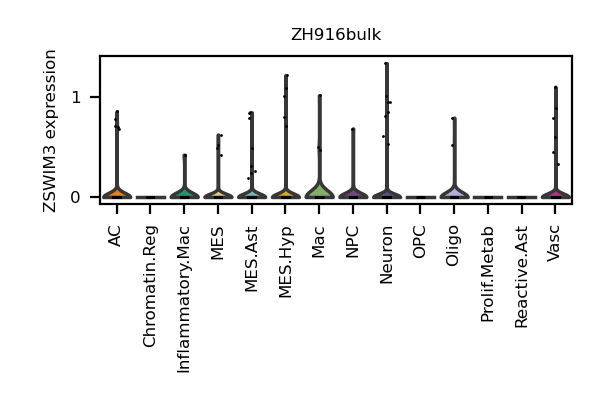 ZH916bulk
ZSWIM3 expression
1
0
AC
Chromatin.Reg
Inflammatory.Mac
MES
MES.Ast
MES.Hyp
Mac
NPC
Neuron
OPC
Oligo
Prolif.Metab
Reactive.Ast
Vasc